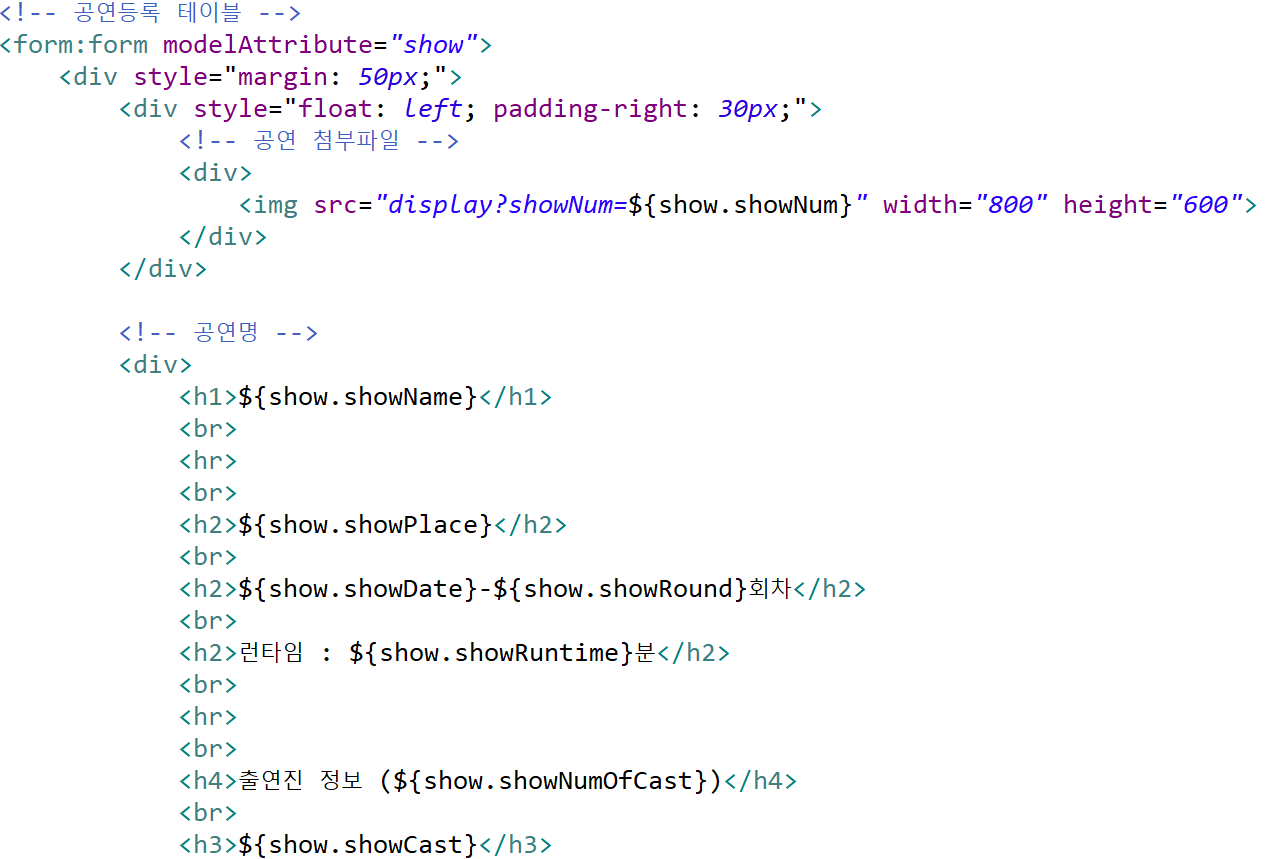 <!-- 공연등록 테이블 -->
<form:form modelAttribute="show">
    <div style="margin: 50px;">
        <div style="float: left; padding-right: 30px;">
            <!-- 공연 첨부파일 -->
            <div>
                <img src="display?showNum=${show.showNum}" width="800" height="600">
            </div>
        </div>

        <!-- 공연명 -->
        <div>
            <h1>${show.showName}</h1>
            <br>
            <hr>
            <br>
            <h2>${show.showPlace}</h2>
            <br>
            <h2>${show.showDate}-${show.showRound}회차</h2>
            <br>
            <h2>런타임 : ${show.showRuntime}분</h2>
            <br>
            <hr>
            <br>
            <h4>출연진 정보 (${show.showNumOfCast})</h4>
            <br>
            <h3>${show.showCast}</h3>